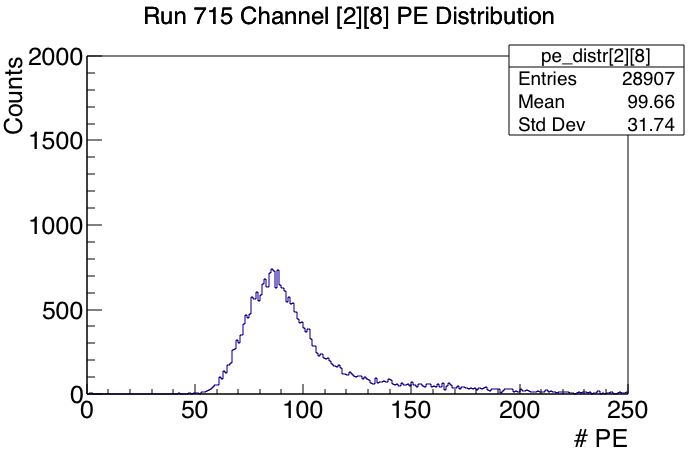 Run 715 Channel [2][8] PE Distribution
pe_distr[2][8]
Entries 28907
Mean 99.66
Std Dev 31.74
Counts
2000
1500
1000
500
0
0 50 100 150 200 250
# PE